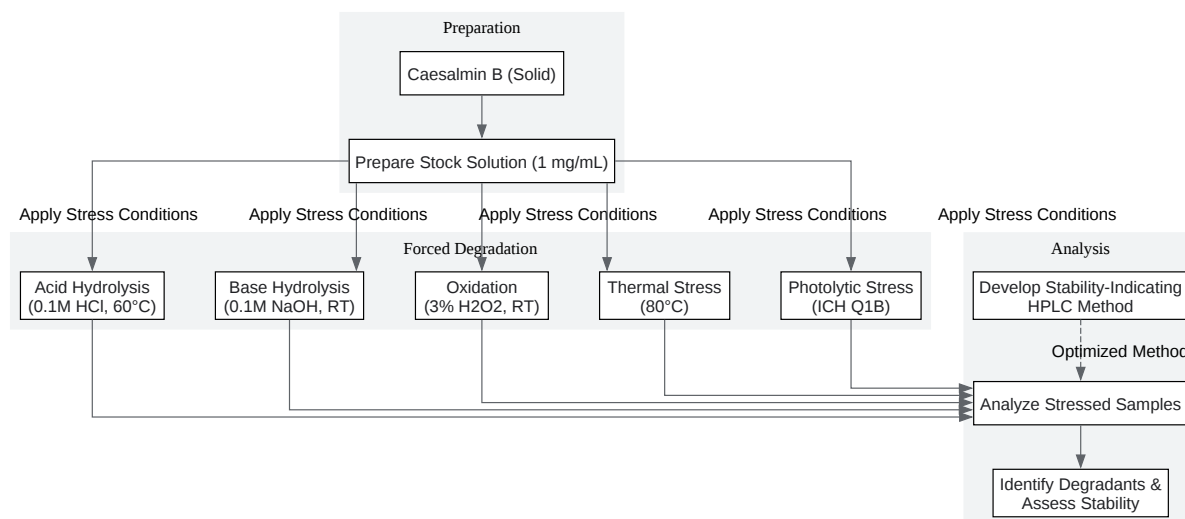 Preparation
Caesalmin B (Solid)
Prepare Stock Solution (1 mg/mL)
Apply Stress Conditions
Apply Stress Conditions
Apply Stress Conditions
Apply Stress Conditions
Apply Stress Conditions
Forced Degradation
Analysis
Acid Hydrolysis
(0.1M HCl, 60°C)
Base Hydrolysis
(0.1M NaOH, RT)
Oxidation
(3% H2O2, RT)
Thermal Stress
(80°C)
Photolytic Stress
(ICH Q1B)
Develop Stability-Indicating
HPLC Method
Optimized Method
Analyze Stressed Samples
Identify Degradants &
Assess Stability